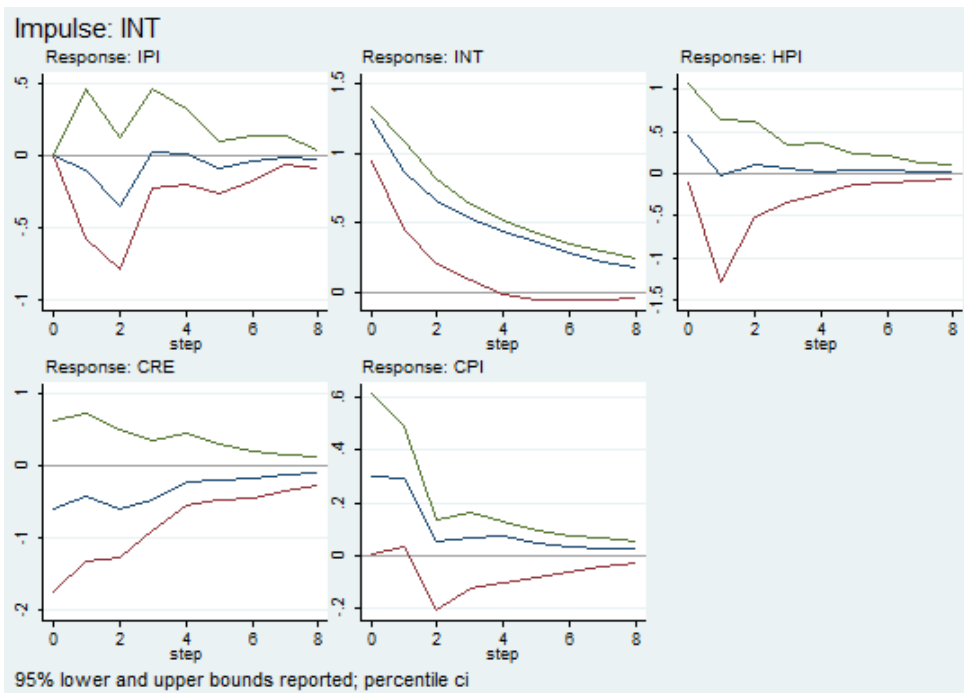 Impulse: INT
Response: IPI
Response: INT
Response: HPI
.5
0
-.5
-1
0 2 4 6 8
step
1.5
1
.5
0
0 2 4 6 8
step
1
.5
0
-.5
-1
-1.5
0 2 4 6 8
step
Response: CRE
Response: CPI
1
0
-1
-2
0 2 4 6 8
step
.6
.4
.2
0
-.2
0 2 4 6 8
step
95% lower and upper bounds reported; percentile ci